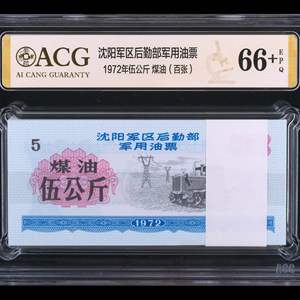 ACG
AI CANG GUARANTY
沈阳军区后勤部军用油票
1972年伍公斤 煤油（百张）
66+
EPQ
5
沈阳军区后勤部
军用油票
煤油
伍公斤
1972
ACG